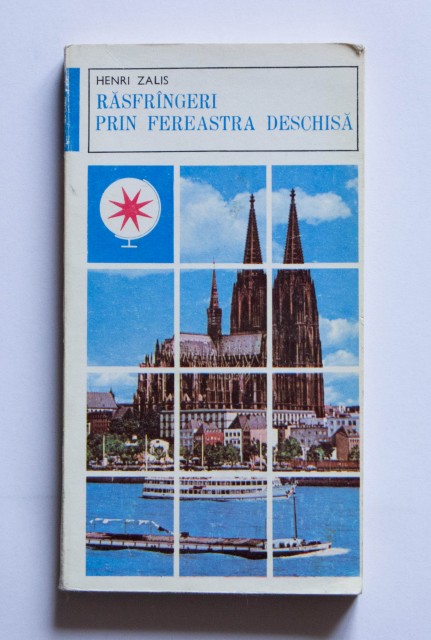 HENRI ZALIS
RĂSFRÎNGERI
PRIN FEREASTRA DESCHISĂ